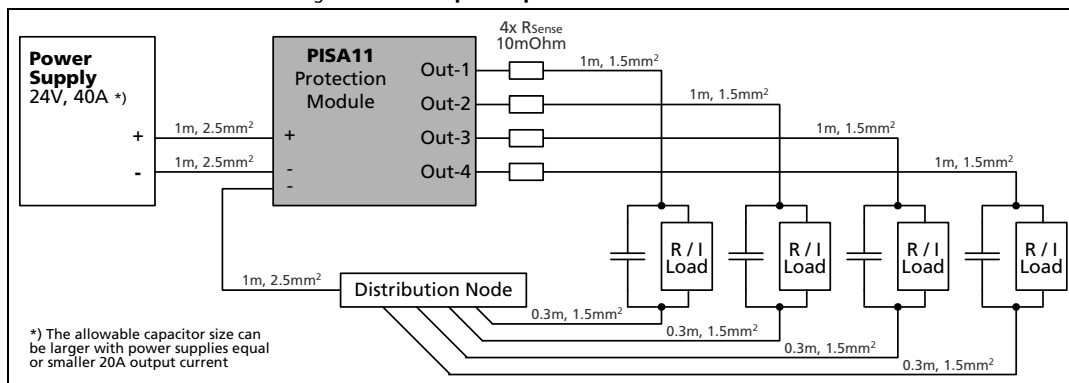 Power
Supply
24V, 40A *)
+
-
1m, 2.5mm²
1m, 2.5mm²
PISA11
Protection
Module
+
-
-
Out-1
Out-2
Out-3
Out-4
4x RSense
10mOhm
1m, 1.5mm²
1m, 1.5mm²
1m, 1.5mm²
1m, 1.5mm²
R / I
Load
R / I
Load
R / I
Load
R / I
Load
1m, 2.5mm²
Distribution Node
0.3m, 1.5mm²
0.3m, 1.5mm²
0.3m, 1.5mm²
0.3m, 1.5mm²
*) The allowable capacitor size can
be larger with power supplies equal
or smaller 20A output current